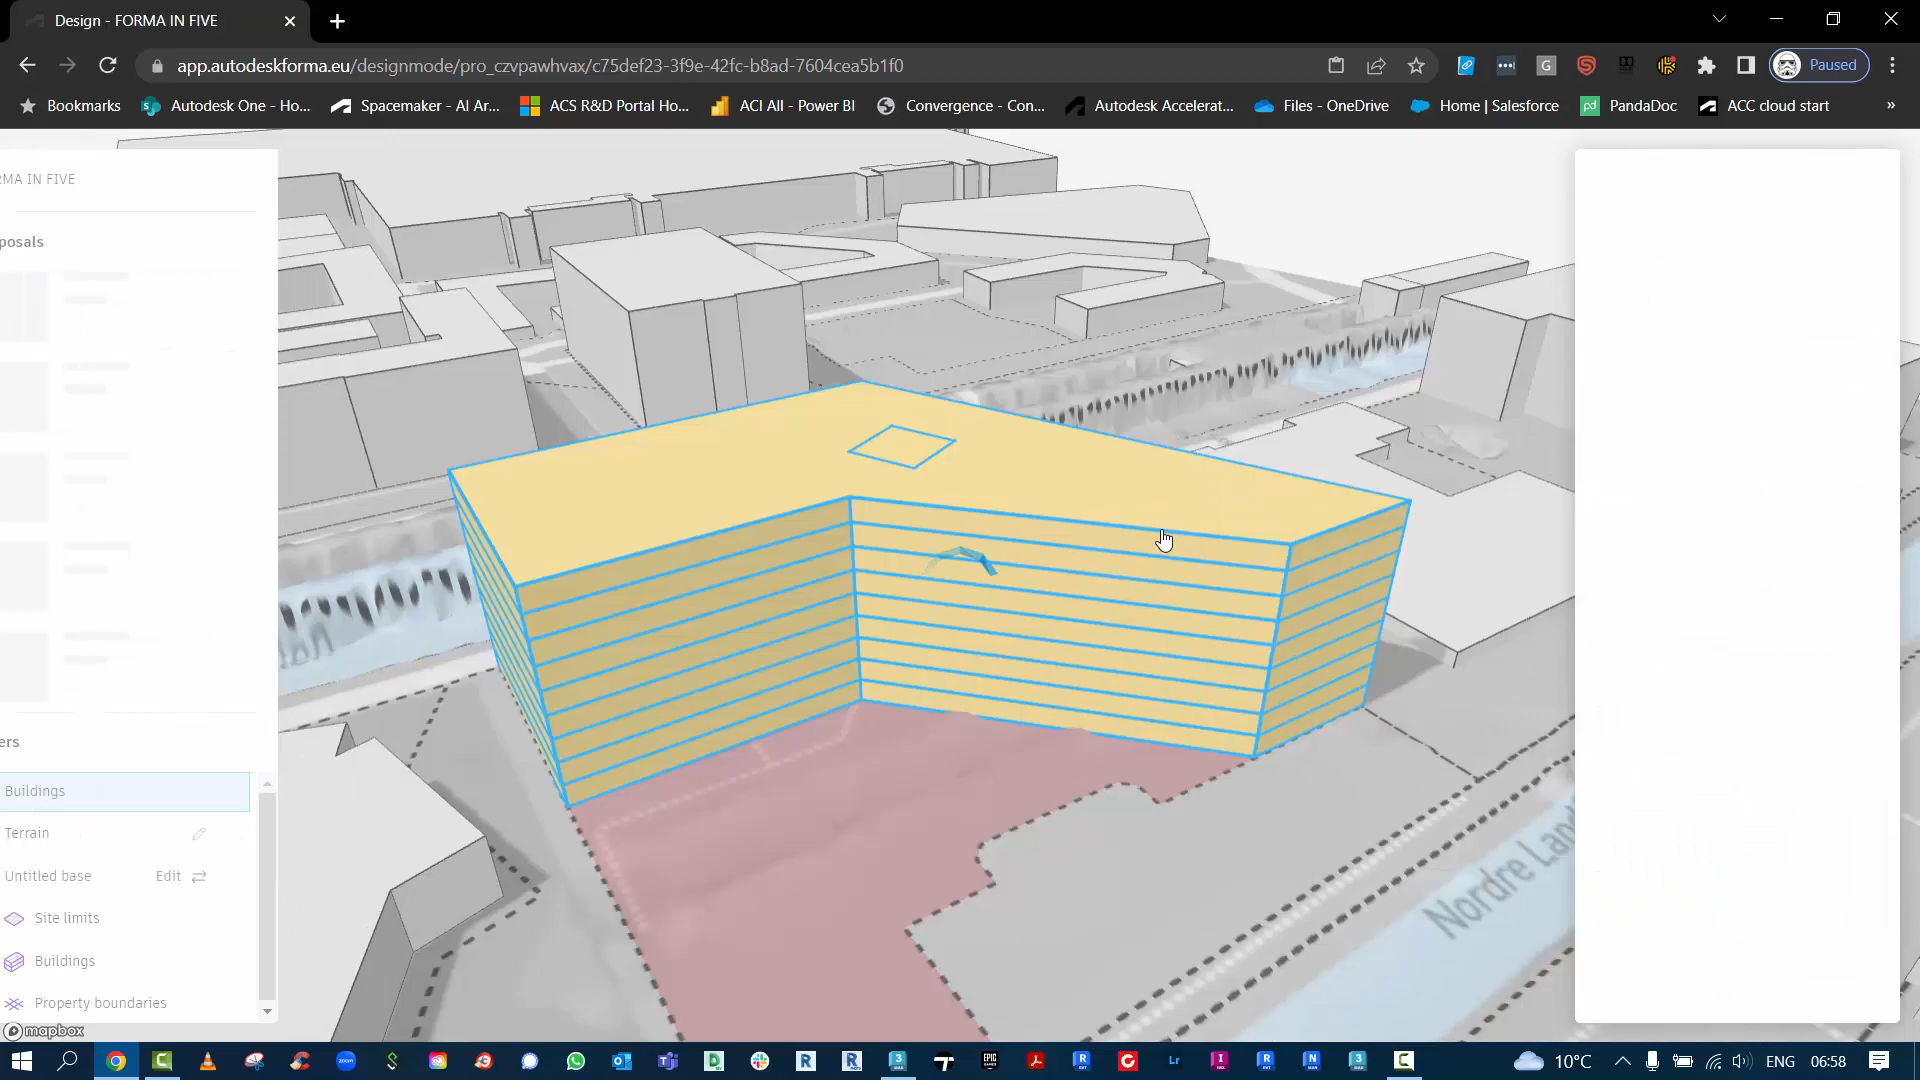 Design - FORMA IN FIVE
app.autodeskforma.eu/designmode/pro_czvpawhvax/c75def23-3f9e-42fc-b8ad-7604cea5b1f0
Paused
Bookmarks
Autodesk One - Ho...
Spacemaker - AI Ar...
ACS R&D Portal Ho...
ACI All - Power BI
Convergence - Con...
Autodesk Accelerat...
Files - OneDrive
Home | Salesforce
PandaDoc
ACC cloud start
»
RMA IN FIVE
posals
ers
Buildings
Terrain
Untitled base Edit
Site limits
Buildings
Property boundaries
mapbox
Nordre Lan
10°C
ENG
06:58